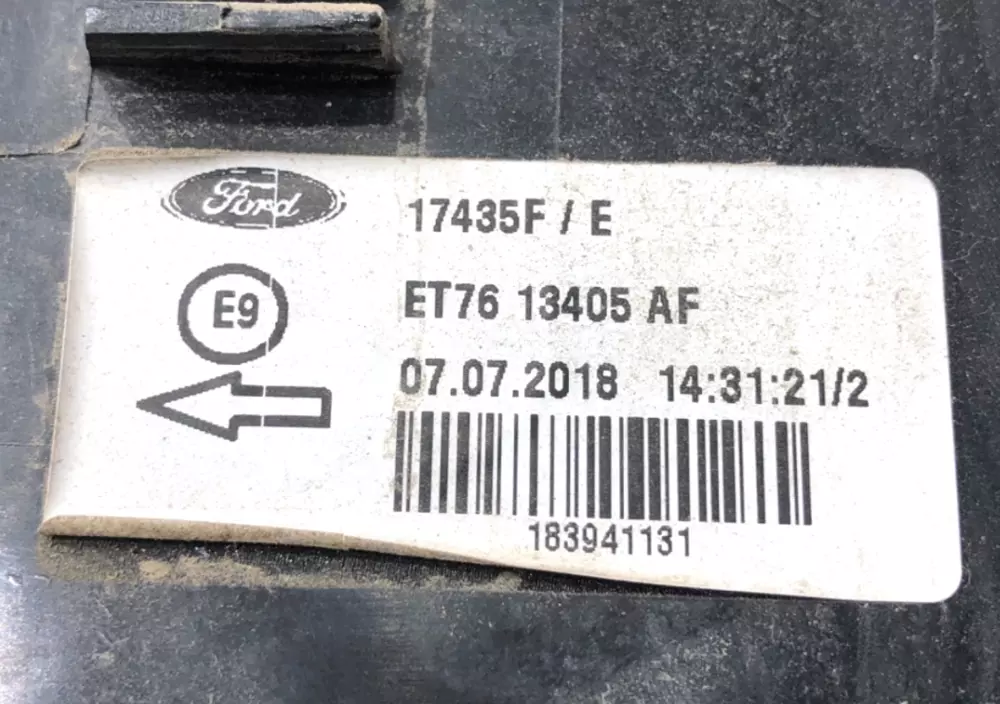 Ford
17435F / E
E9
ET76 13405 AF
07.07.2018 14:31:21/2
183941131